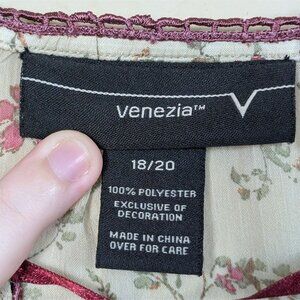 Venezia™
18/20
100% POLYESTER
EXCLUSIVE OF
DECORATION
MADE IN CHINA
OVER FOR CARE